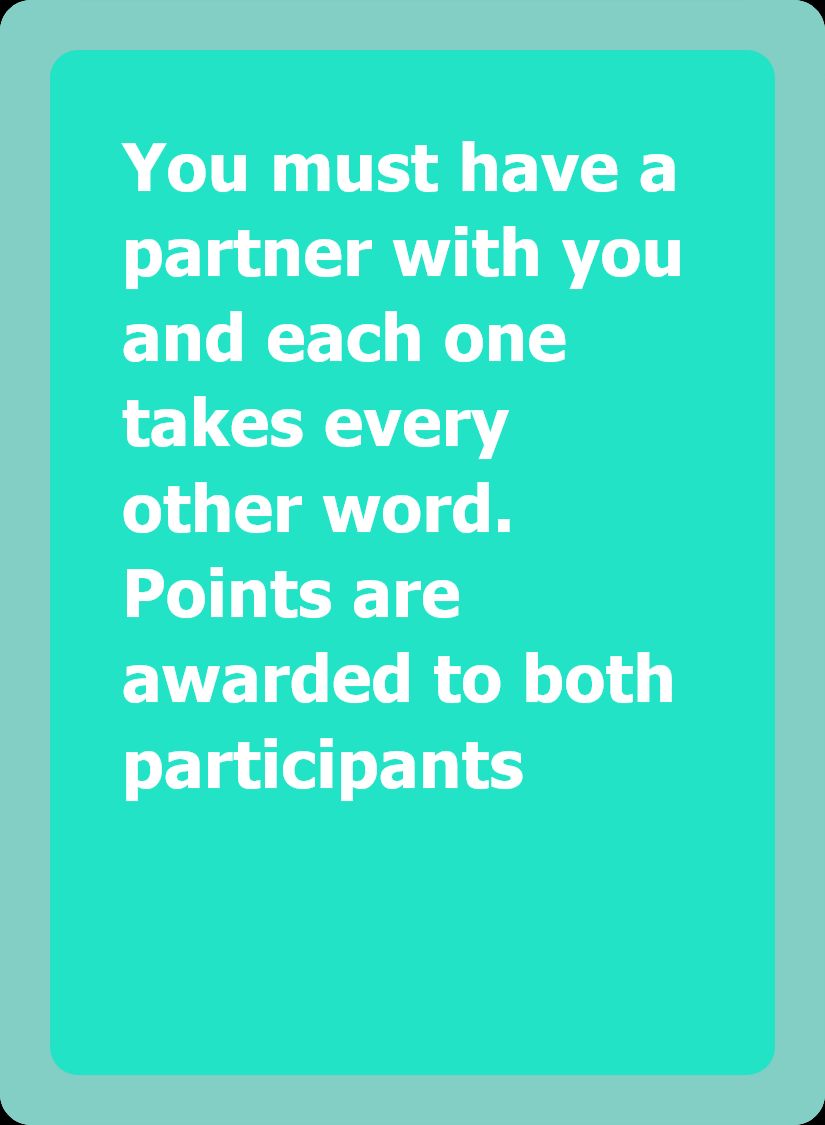 You must have a
partner with you
and each one
takes every
other word.
Points are
awarded to both
participants